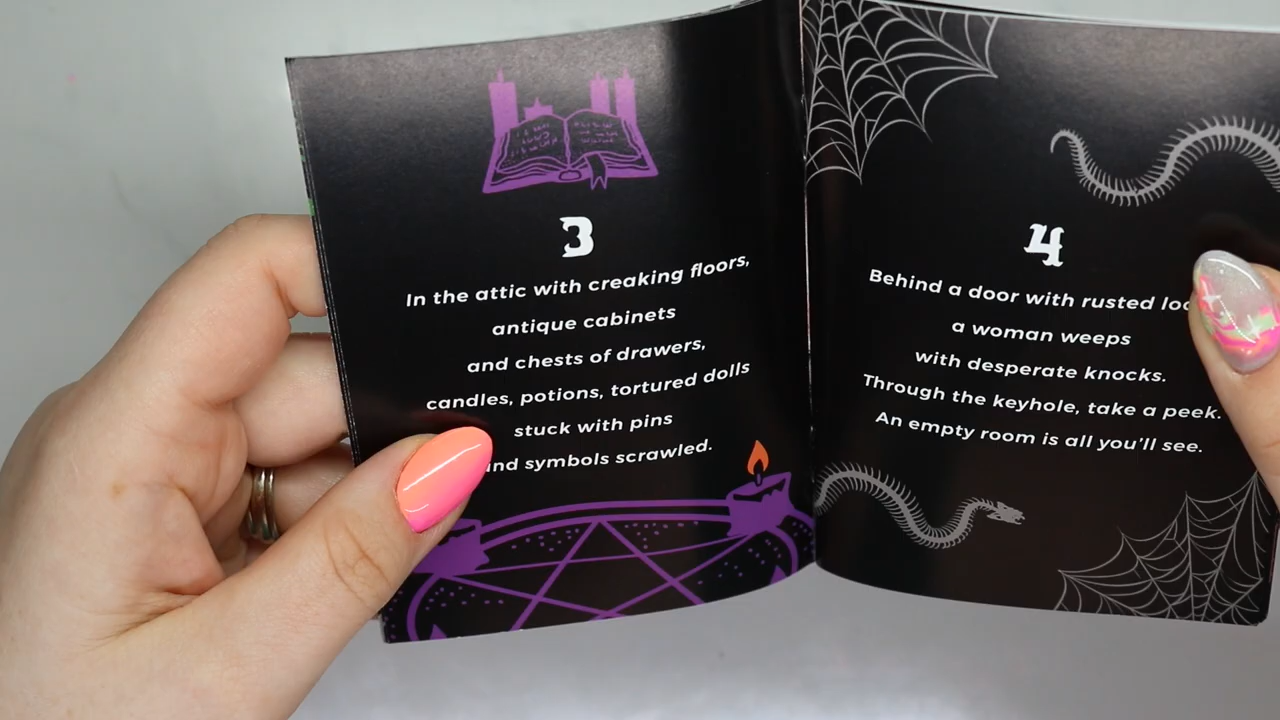 3
In the attic with creaking floors,
antique cabinets
and chests of drawers,
candles, potions, tortured dolls
stuck with pins
symbols scrawled.
4
Behind a door with rusted
a woman weeps
with desperate knocks.
Through the keyhole, take a peek.
An empty room is all you'll see.